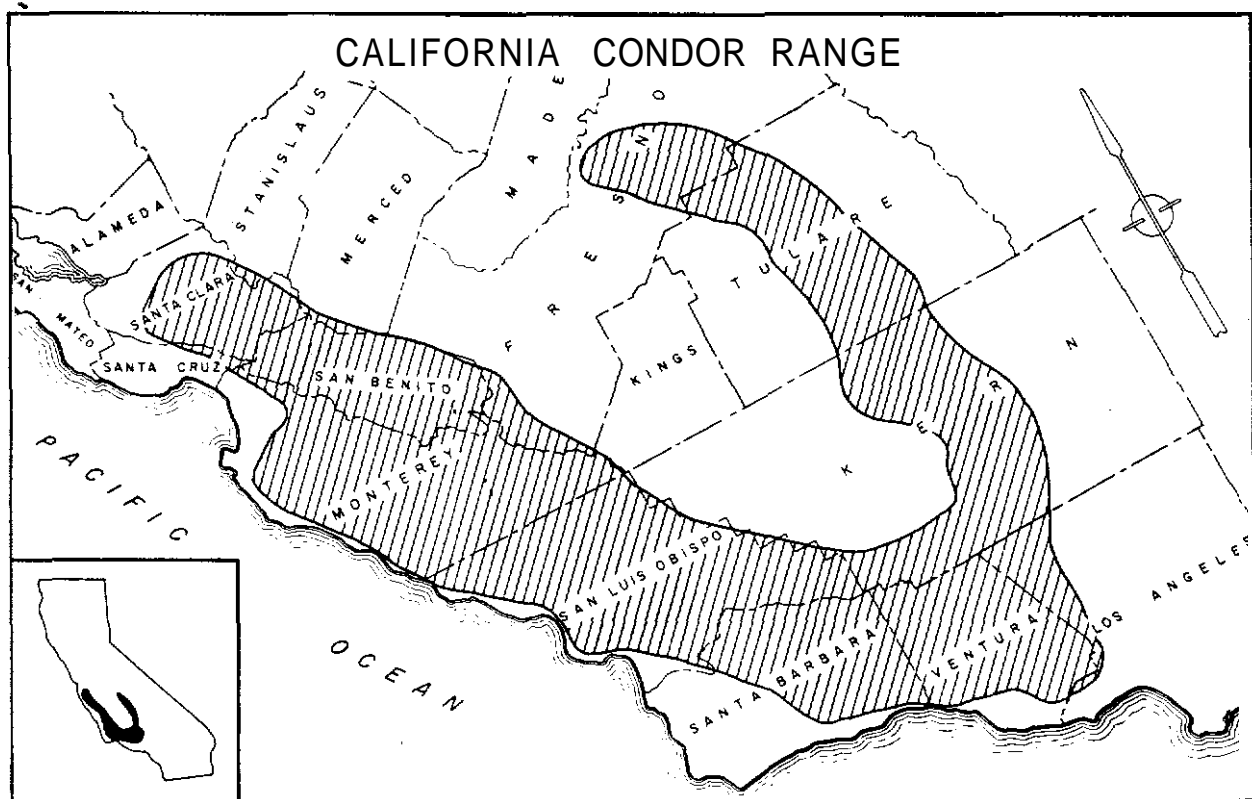 CALIFORNIA CONDOR RANGE
ALAMEDA
STANISLAUS
MERCED
MADE
FRESNO
TULARE
KINGS
KERN
SAN MATEO
SANTA CLARA
SANTA CRUZ
SAN BENITO
MONTEREY
SAN LUIS OBISPO
SANTA BARBARA
VENTURA
LOS ANGELES
PACIFIC
OCEAN